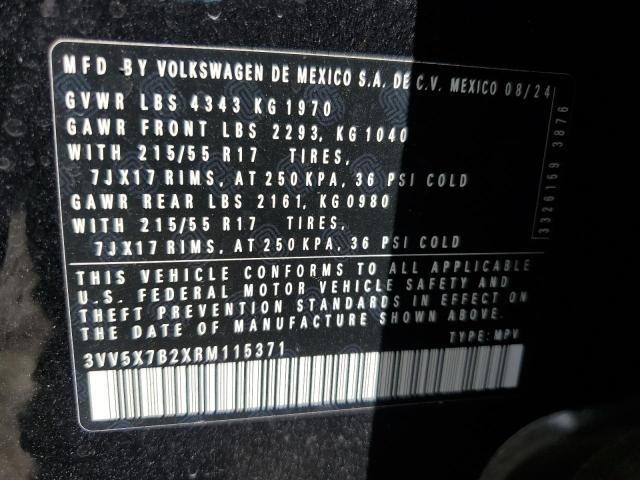 MFD BY VOLKSWAGEN DE MEXICO S.A. DE C.V. MEXICO 08/24
GVWR LBS 4343 KG 1970
GAWR FRONT LBS 2293, KG 1040
WITH 215/55 R17 TIRES,
7JX17 RIMS, AT 250 KPA, 36 PSI COLD
GAWR REAR LBS 2161, KG 0980
WITH 215/55 R17 TIRES,
7JX17 RIMS, AT 250 KPA, 36 PSI COLD
THIS VEHICLE CONFORMS TO ALL APPLICABLE
U.S. FEDERAL MOTOR VEHICLE SAFETY AND
THEFT PREVENTION STANDARDS IN EFFECT ON
THE DATE OF MANUFACTURE SHOWN ABOVE.
3VV5X7B2XRM115371
TYPE: MPV
3326159 3876